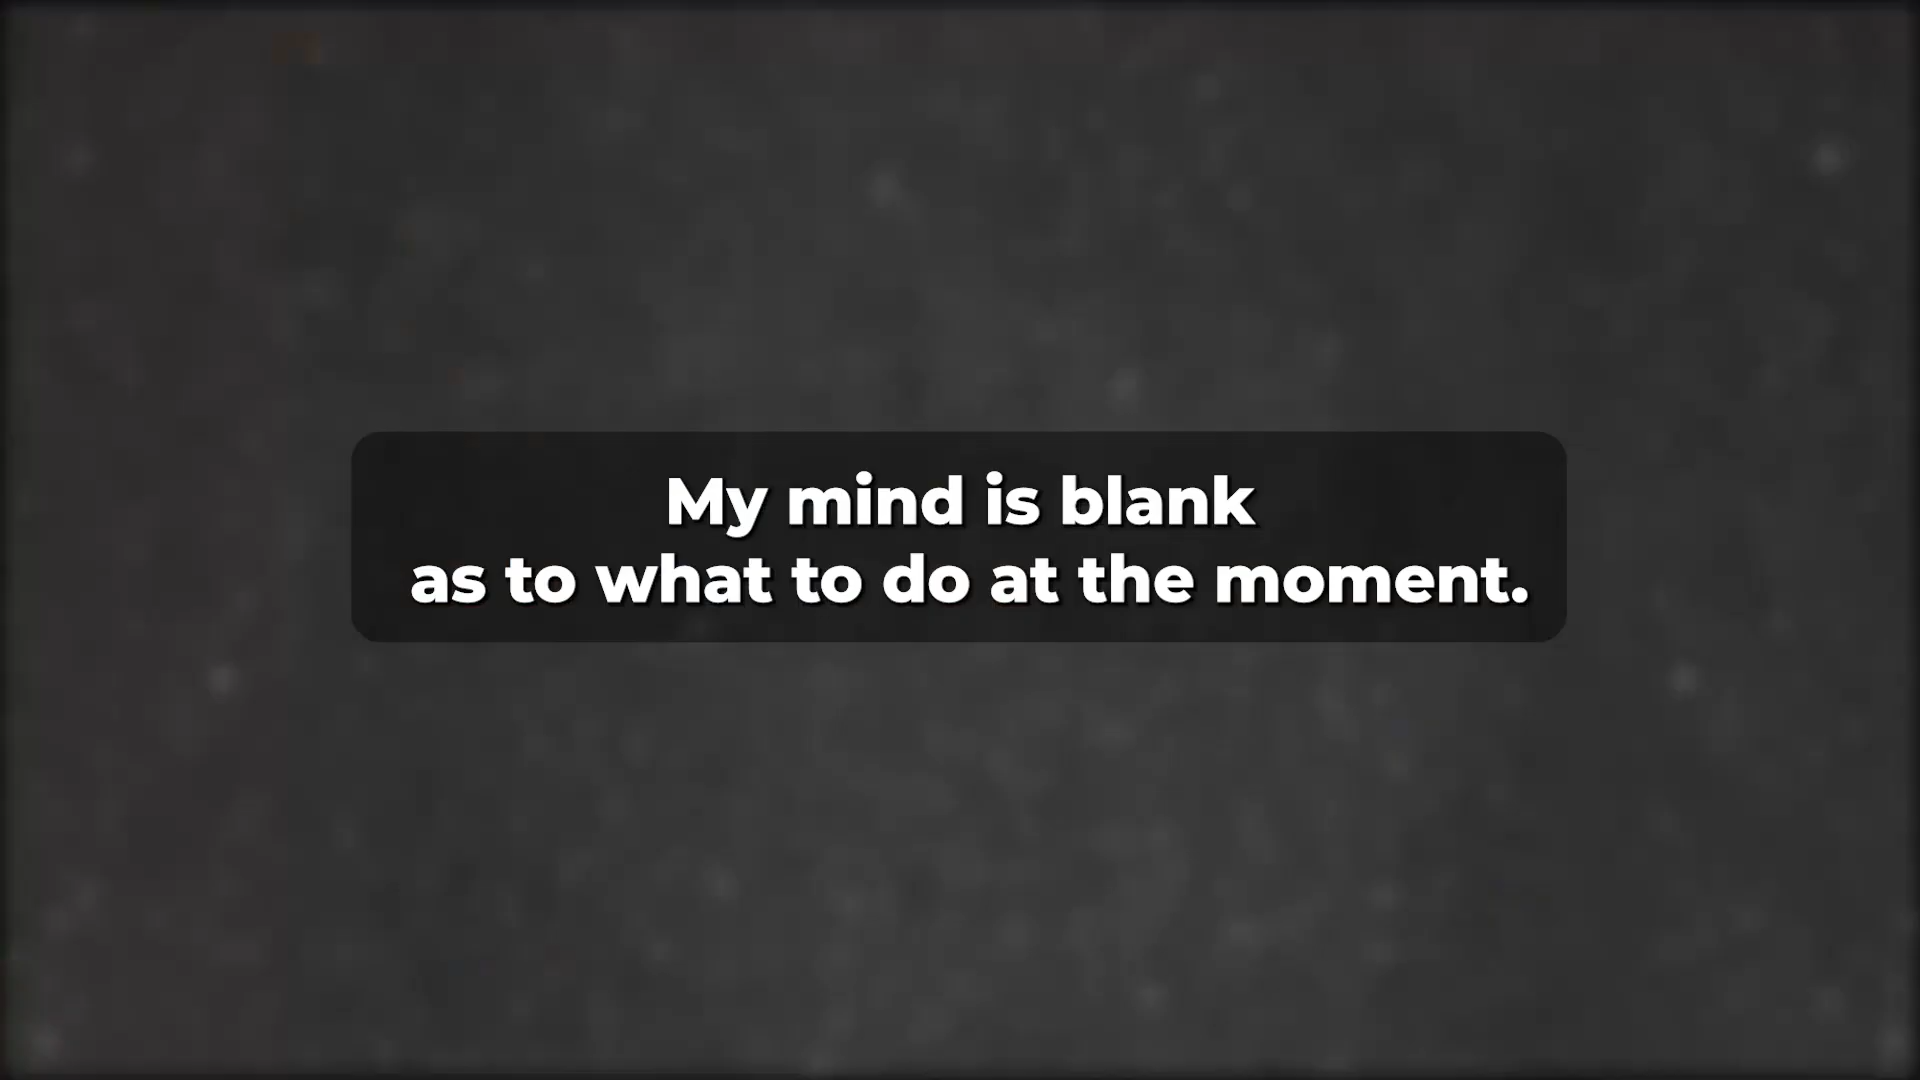 My mind is blank
as to what to do at the moment.